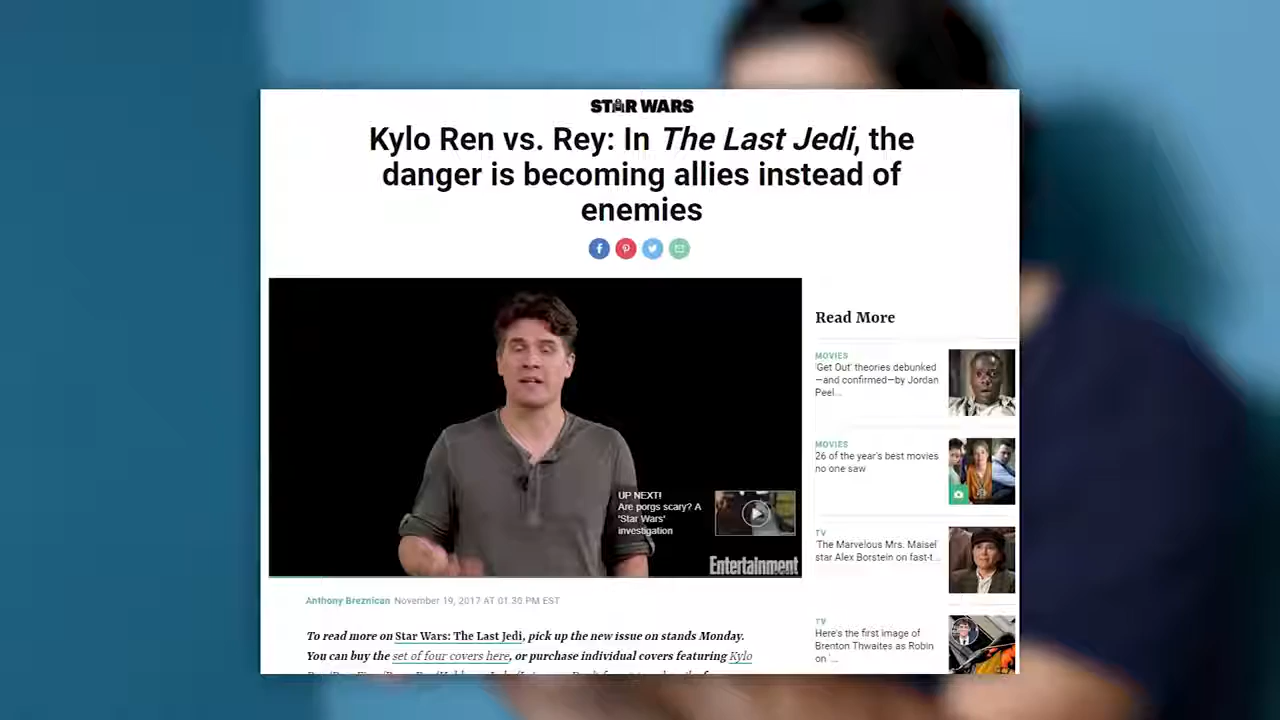 STAR WARS
Kylo Ren vs. Rey: In The Last Jedi, the
danger is becoming allies instead of
enemies
UP NEXT!
Are porgs scary? A
'Star Wars'
investigation
Entertainment
Anthony Breznican November 19, 2017 AT 01:30 PM EST
To read more on Star Wars: The Last Jedi, pick up the new issue on stands Monday.
You can buy the set of four covers here, or purchase individual covers featuring Kylo
Read More
MOVIES
'Get Out' theories debunked
—and confirmed—by Jordan
Peel...
MOVIES
26 of the year's best movies
no one saw
TV
'The Marvelous Mrs. Maisel'
star Alex Borstein on fast-t...
TV
Here's the first image of
Brenton Thwaites as Robin
on '...